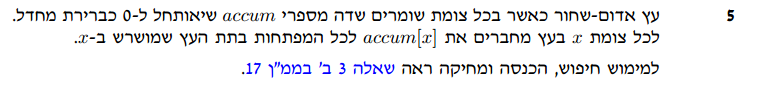 5 עץ אדום-שחור כאשר בכל צומת שומרים שדה מספרי accum שיאותחל ל-0 כברירת מחדל.
לכל צומת x בעץ מחברים את accum[x] לכל המפתחות בתת העץ שמושרש ב-x.
למימוש חיפוש, הכנסה ומחיקה ראה שאלה 3 ב' בממ"ן 17.